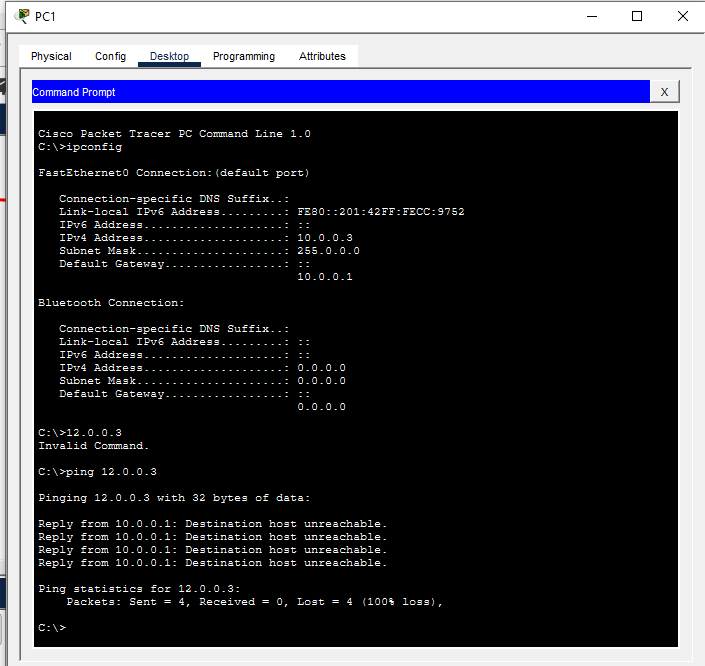 PC1
Physical Config Desktop Programming Attributes
Command Prompt
X
Cisco Packet Tracer PC Command Line 1.0
C:\>ipconfig
FastEthernet0 Connection:(default port)
Connection-specific DNS Suffix..:
Link-local IPv6 Address.........: FE80::201:42FF:FECC:9752
IPv6 Address....................: ::
IPv4 Address....................: 10.0.0.3
Subnet Mask.....................: 255.0.0.0
Default Gateway.................: ::
10.0.0.1
Bluetooth Connection:
Connection-specific DNS Suffix..:
Link-local IPv6 Address.........: ::
IPv6 Address....................: ::
IPv4 Address....................: 0.0.0.0
Subnet Mask.....................: 0.0.0.0
Default Gateway.................: ::
0.0.0.0
C:\>12.0.0.3
Invalid Command.
C:\>ping 12.0.0.3
Pinging 12.0.0.3 with 32 bytes of data:
Reply from 10.0.0.1: Destination host unreachable.
Reply from 10.0.0.1: Destination host unreachable.
Reply from 10.0.0.1: Destination host unreachable.
Reply from 10.0.0.1: Destination host unreachable.
Ping statistics for 12.0.0.3:
Packets: Sent = 4, Received = 0, Lost = 4 (100% loss),
C:\>